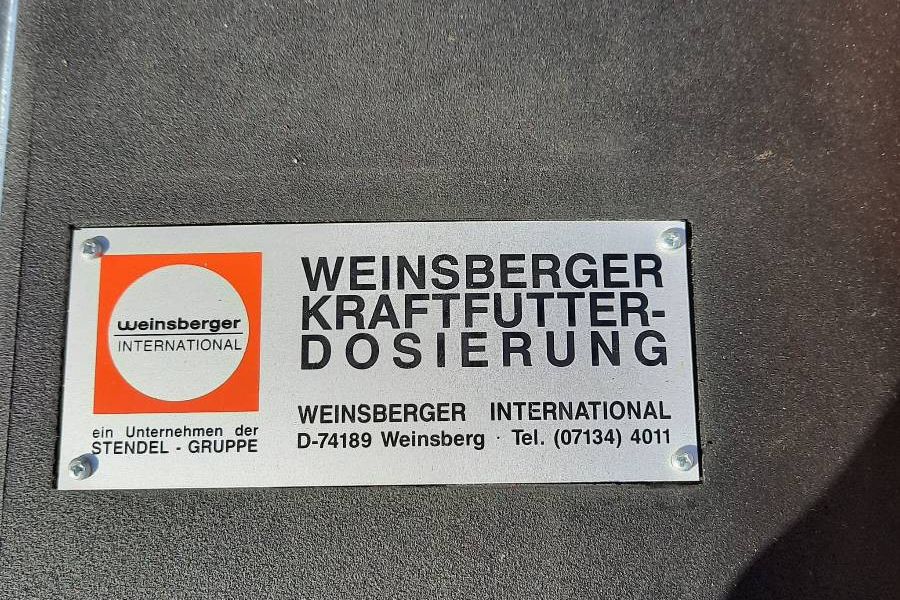 weinsberger
INTERNATIONAL
ein Unternehmen der
STENDEL - GRUPPE
WEINSBERGER
KRAFTFUTTER-
DOSIERUNG
WEINSBERGER INTERNATIONAL
D-74189 Weinsberg · Tel. (07134) 4011